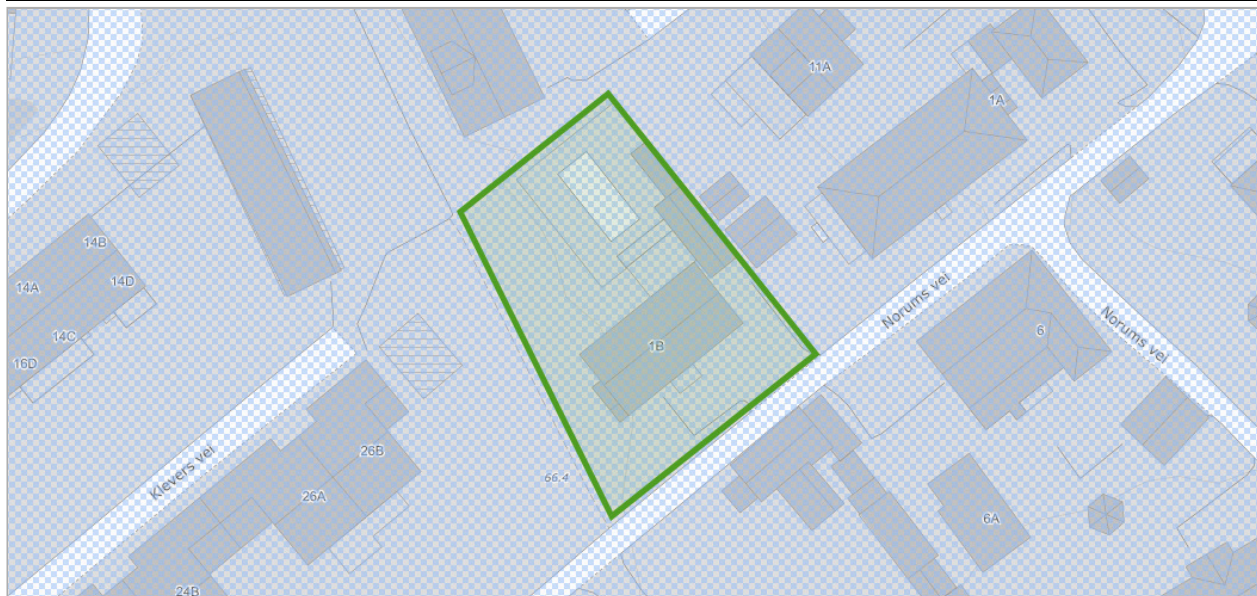 11A
1A
14B
14A
14D
14C
16D
Norums vei
Norums vei
6
1B
26B
Klevers vei
66.4
26A
6A
24B